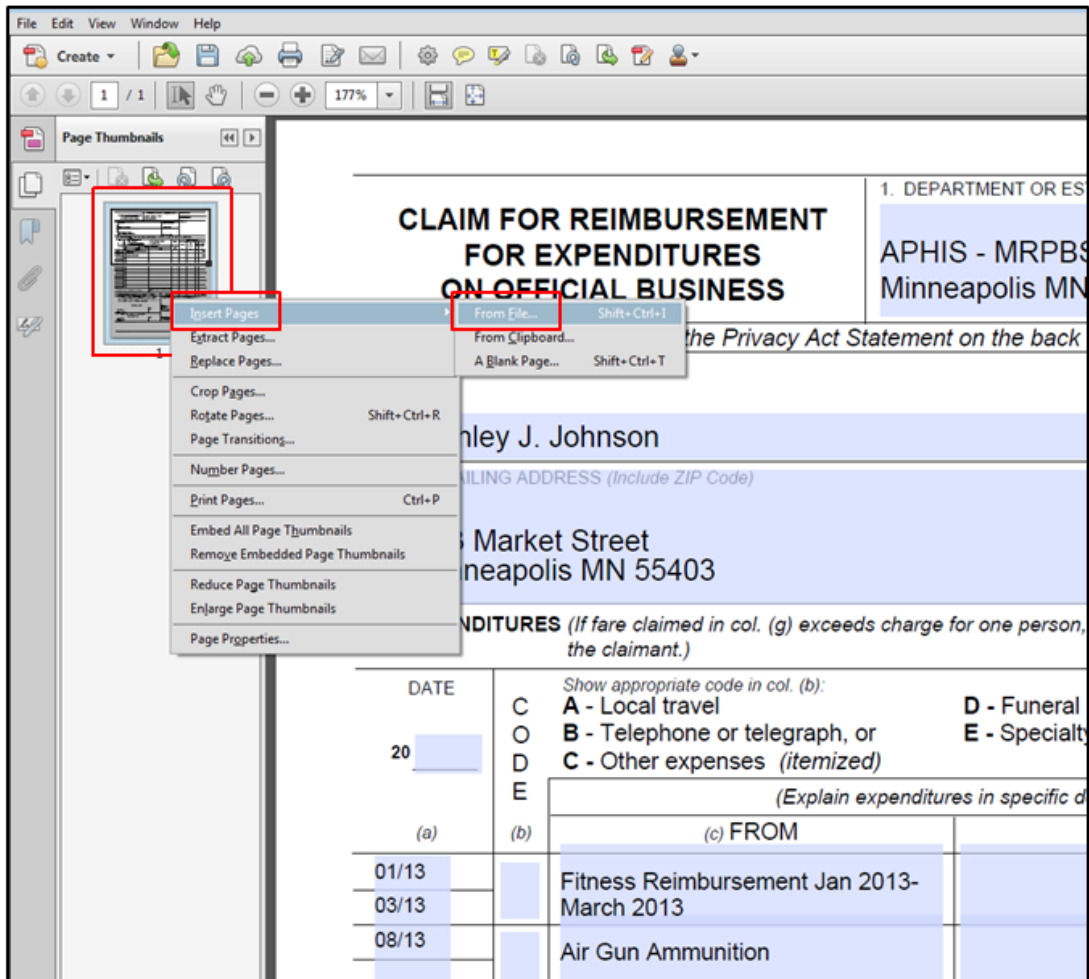 File Edit View Window Help
Create
1 / 1 177%
Page Thumbnails
1
Insert Pages
Extract Pages...
Replace Pages...
Crop Pages...
Rotate Pages... Shift+Ctrl+R
Page Transitions...
Number Pages...
Print Pages... Ctrl+P
Embed All Page Thumbnails
Remove Embedded Page Thumbnails
Reduce Page Thumbnails
Enlarge Page Thumbnails
Page Properties...
From File... Shift+Ctrl+I
From Clipboard...
A Blank Page... Shift+Ctrl+T
CLAIM FOR REIMBURSEMENT
FOR EXPENDITURES
ON OFFICIAL BUSINESS
1. DEPARTMENT OR
APHIS - MRPBS
Minneapolis MN
the Privacy Act Statement on the back
J. Johnson
ADDRESS (Include ZIP Code)
Market Street
MN 55403
(If fare claimed in col. (g) exceeds charge for one person,
the claimant.)
DATE
20
(a)
CODE
(b)
Show appropriate code in col. (b):
A - Local travel
B - Telephone or telegraph, or
C - Other expenses (itemized)
D - Funeral
E - Specialty
(Explain expenditures in specific
(c) FROM
01/13
03/13
Fitness Reimbursement Jan 2013-
March 2013
08/13
Air Gun Ammunition